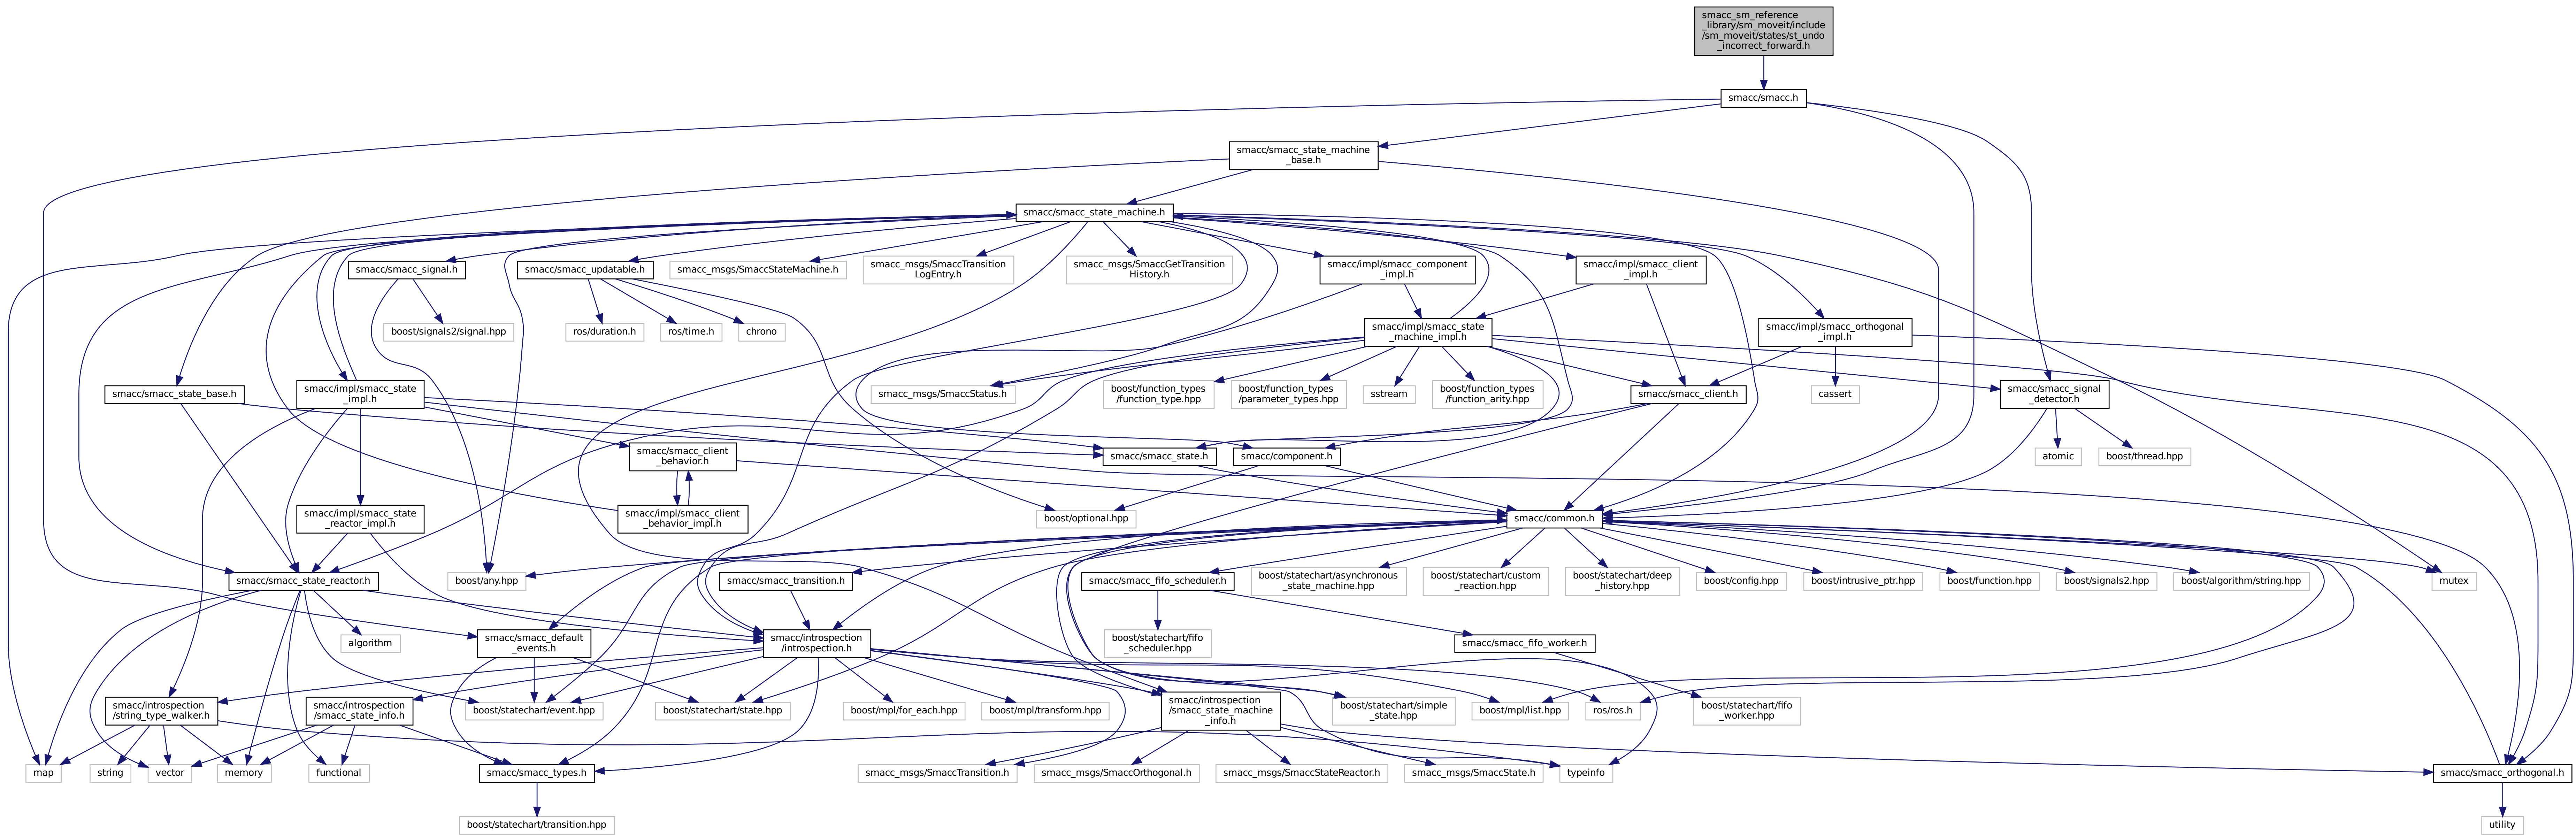 smacc_sm_reference
_library/sm_moveit/include
/sm_moveit/states/st_undo
_incorrect_forward.h
smacc/smacc.h
smacc/smacc_state_machine
_base.h
smacc/smacc_state_machine.h
smacc/smacc_signal.h
smacc/smacc_updatable.h
smacc_msgs/SmaccStateMachine.h
smacc_msgs/SmaccTransition
LogEntry.h
smacc_msgs/SmaccGetTransition
History.h
smacc/impl/smacc_component
_impl.h
smacc/impl/smacc_client
_impl.h
boost/signals2/signal.hpp
ros/duration.h
ros/time.h
chrono
smacc/impl/smacc_state
_machine_impl.h
smacc/impl/smacc_orthogonal
_impl.h
smacc/smacc_state_base.h
smacc/impl/smacc_state
_impl.h
smacc_msgs/SmaccStatus.h
boost/function_types
/function_type.hpp
boost/function_types
/parameter_types.hpp
sstream
boost/function_types
/function_arity.hpp
smacc/smacc_client.h
cassert
smacc/smacc_signal
_detector.h
smacc/smacc_client
_behavior.h
smacc/smacc_state.h
smacc/component.h
atomic
boost/thread.hpp
smacc/impl/smacc_state
_reactor_impl.h
smacc/impl/smacc_client
_behavior_impl.h
boost/optional.hpp
smacc/common.h
smacc/smacc_state_reactor.h
boost/any.hpp
smacc/smacc_transition.h
smacc/smacc_fifo_scheduler.h
boost/statechart/asynchronous
_state_machine.hpp
boost/statechart/custom
_reaction.hpp
boost/statechart/deep
_history.hpp
boost/config.hpp
boost/intrusive_ptr.hpp
boost/function.hpp
boost/signals2.hpp
boost/algorithm/string.hpp
mutex
algorithm
smacc/smacc_default
_events.h
smacc/introspection
/introspection.h
boost/statechart/fifo
_scheduler.hpp
smacc/smacc_fifo_worker.h
smacc/introspection
/string_type_walker.h
smacc/introspection
/smacc_state_info.h
boost/statechart/event.hpp
boost/statechart/state.hpp
boost/mpl/for_each.hpp
boost/mpl/transform.hpp
smacc/introspection
/smacc_state_machine
_info.h
boost/statechart/simple
_state.hpp
boost/mpl/list.hpp
ros/ros.h
boost/statechart/fifo
_worker.hpp
map
string
vector
memory
functional
smacc/smacc_types.h
smacc_msgs/SmaccTransition.h
smacc_msgs/SmaccOrthogonal.h
smacc_msgs/SmaccStateReactor.h
smacc_msgs/SmaccState.h
typeinfo
smacc/smacc_orthogonal.h
boost/statechart/transition.hpp
utility